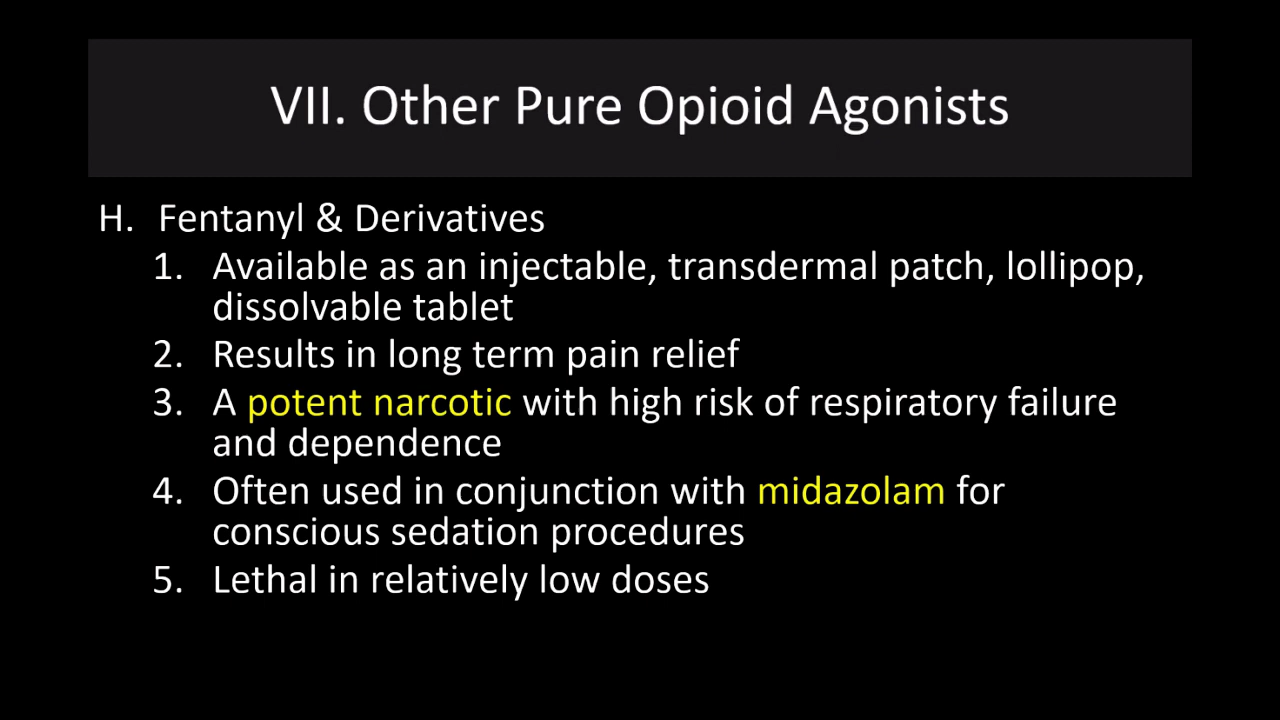 VII. Other Pure Opioid Agonists
H. Fentanyl & Derivatives
1. Available as an injectable, transdermal patch, lollipop,
dissolvable tablet
2. Results in long term pain relief
3. A potent narcotic with high risk of respiratory failure
and dependence
4. Often used in conjunction with midazolam for
conscious sedation procedures
5. Lethal in relatively low doses